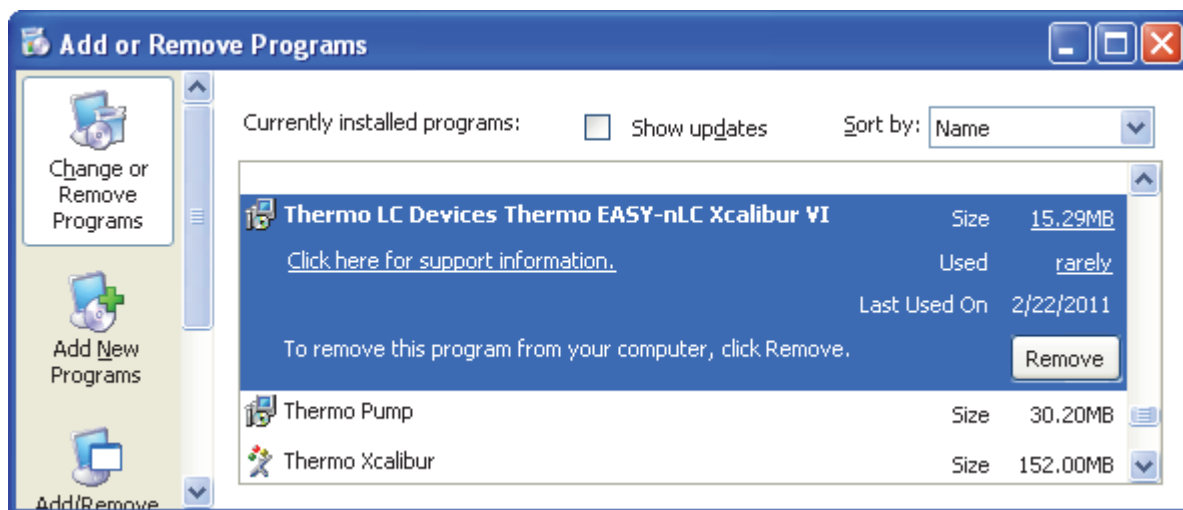 Add or Remove Programs
Change or
Remove
Programs
Add New
Programs
Add/Remove
Currently installed programs:
Show updates
Sort by: Name
Thermo LC Devices Thermo EASY-nLC Xcalibur VI Size 15.29MB
Click here for support information. Used rarely
Last Used On 2/22/2011
To remove this program from your computer, click Remove. Remove
Thermo Pump Size 30.20MB
Thermo Xcalibur Size 152.00MB